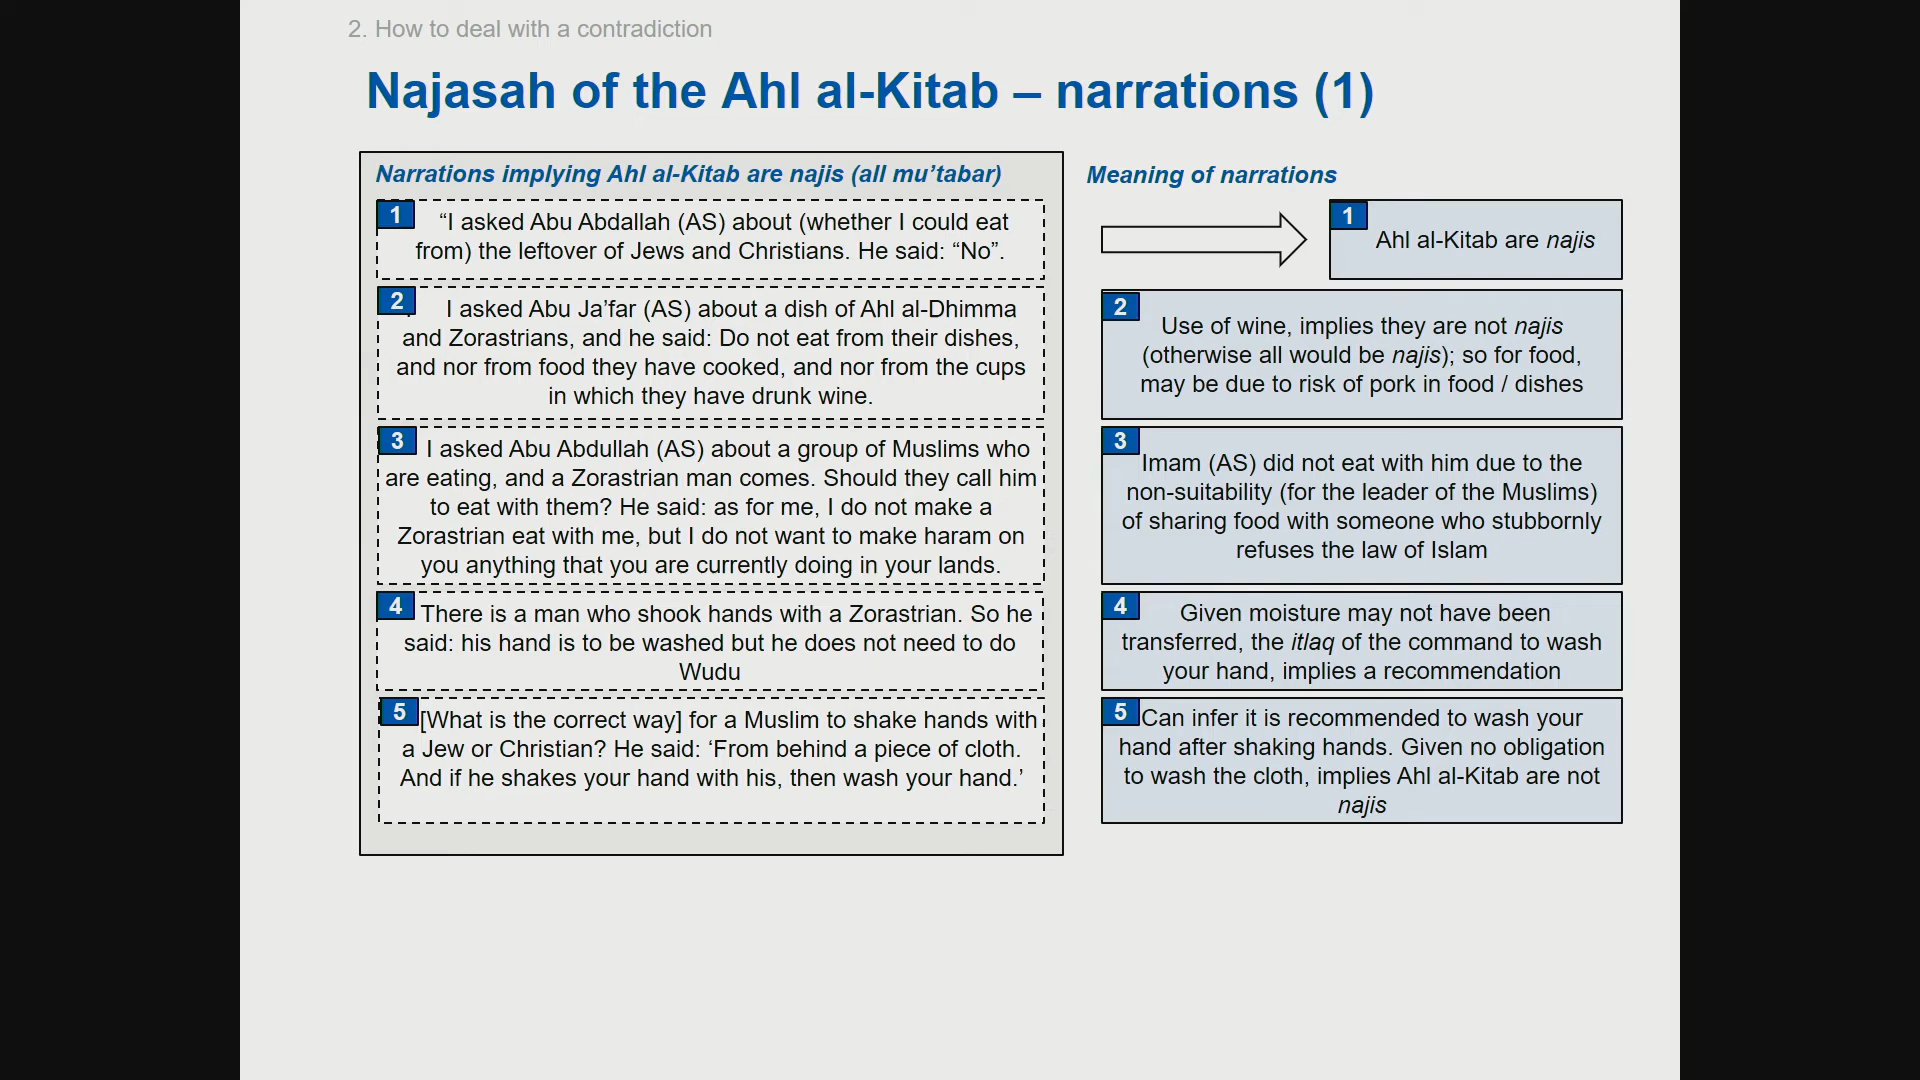 2. How to deal with a contradiction
Najasah of the Ahl al-Kitab – narrations (1)
Narrations implying Ahl al-Kitab are najis (all mu’tabar)
1
“I asked Abu Abdallah (AS) about (whether I could eat
from) the leftover of Jews and Christians. He said: “No”.
2
I asked Abu Ja’far (AS) about a dish of Ahl al-Dhimma
and Zorastrians, and he said: Do not eat from their dishes,
and nor from food they have cooked, and nor from the cups
in which they have drunk wine.
3
I asked Abu Abdullah (AS) about a group of Muslims who
are eating, and a Zorastrian man comes. Should they call him
to eat with them? He said: as for me, I do not make a
Zorastrian eat with me, but I do not want to make haram on
you anything that you are currently doing in your lands.
4
There is a man who shook hands with a Zorastrian. So he
said: his hand is to be washed but he does not need to do
Wudu
5
[What is the correct way] for a Muslim to shake hands with
a Jew or Christian? He said: ‘From behind a piece of cloth.
And if he shakes your hand with his, then wash your hand.’
Meaning of narrations
1
Ahl al-Kitab are najis
2
Use of wine, implies they are not najis
(otherwise all would be najis); so for food,
may be due to risk of pork in food / dishes
3
Imam (AS) did not eat with him due to the
non-suitability (for the leader of the Muslims)
of sharing food with someone who stubbornly
refuses the law of Islam
4
Given moisture may not have been
transferred, the itlaq of the command to wash
your hand, implies a recommendation
5
Can infer it is recommended to wash your
hand after shaking hands. Given no obligation
to wash the cloth, implies Ahl al-Kitab are not
najis